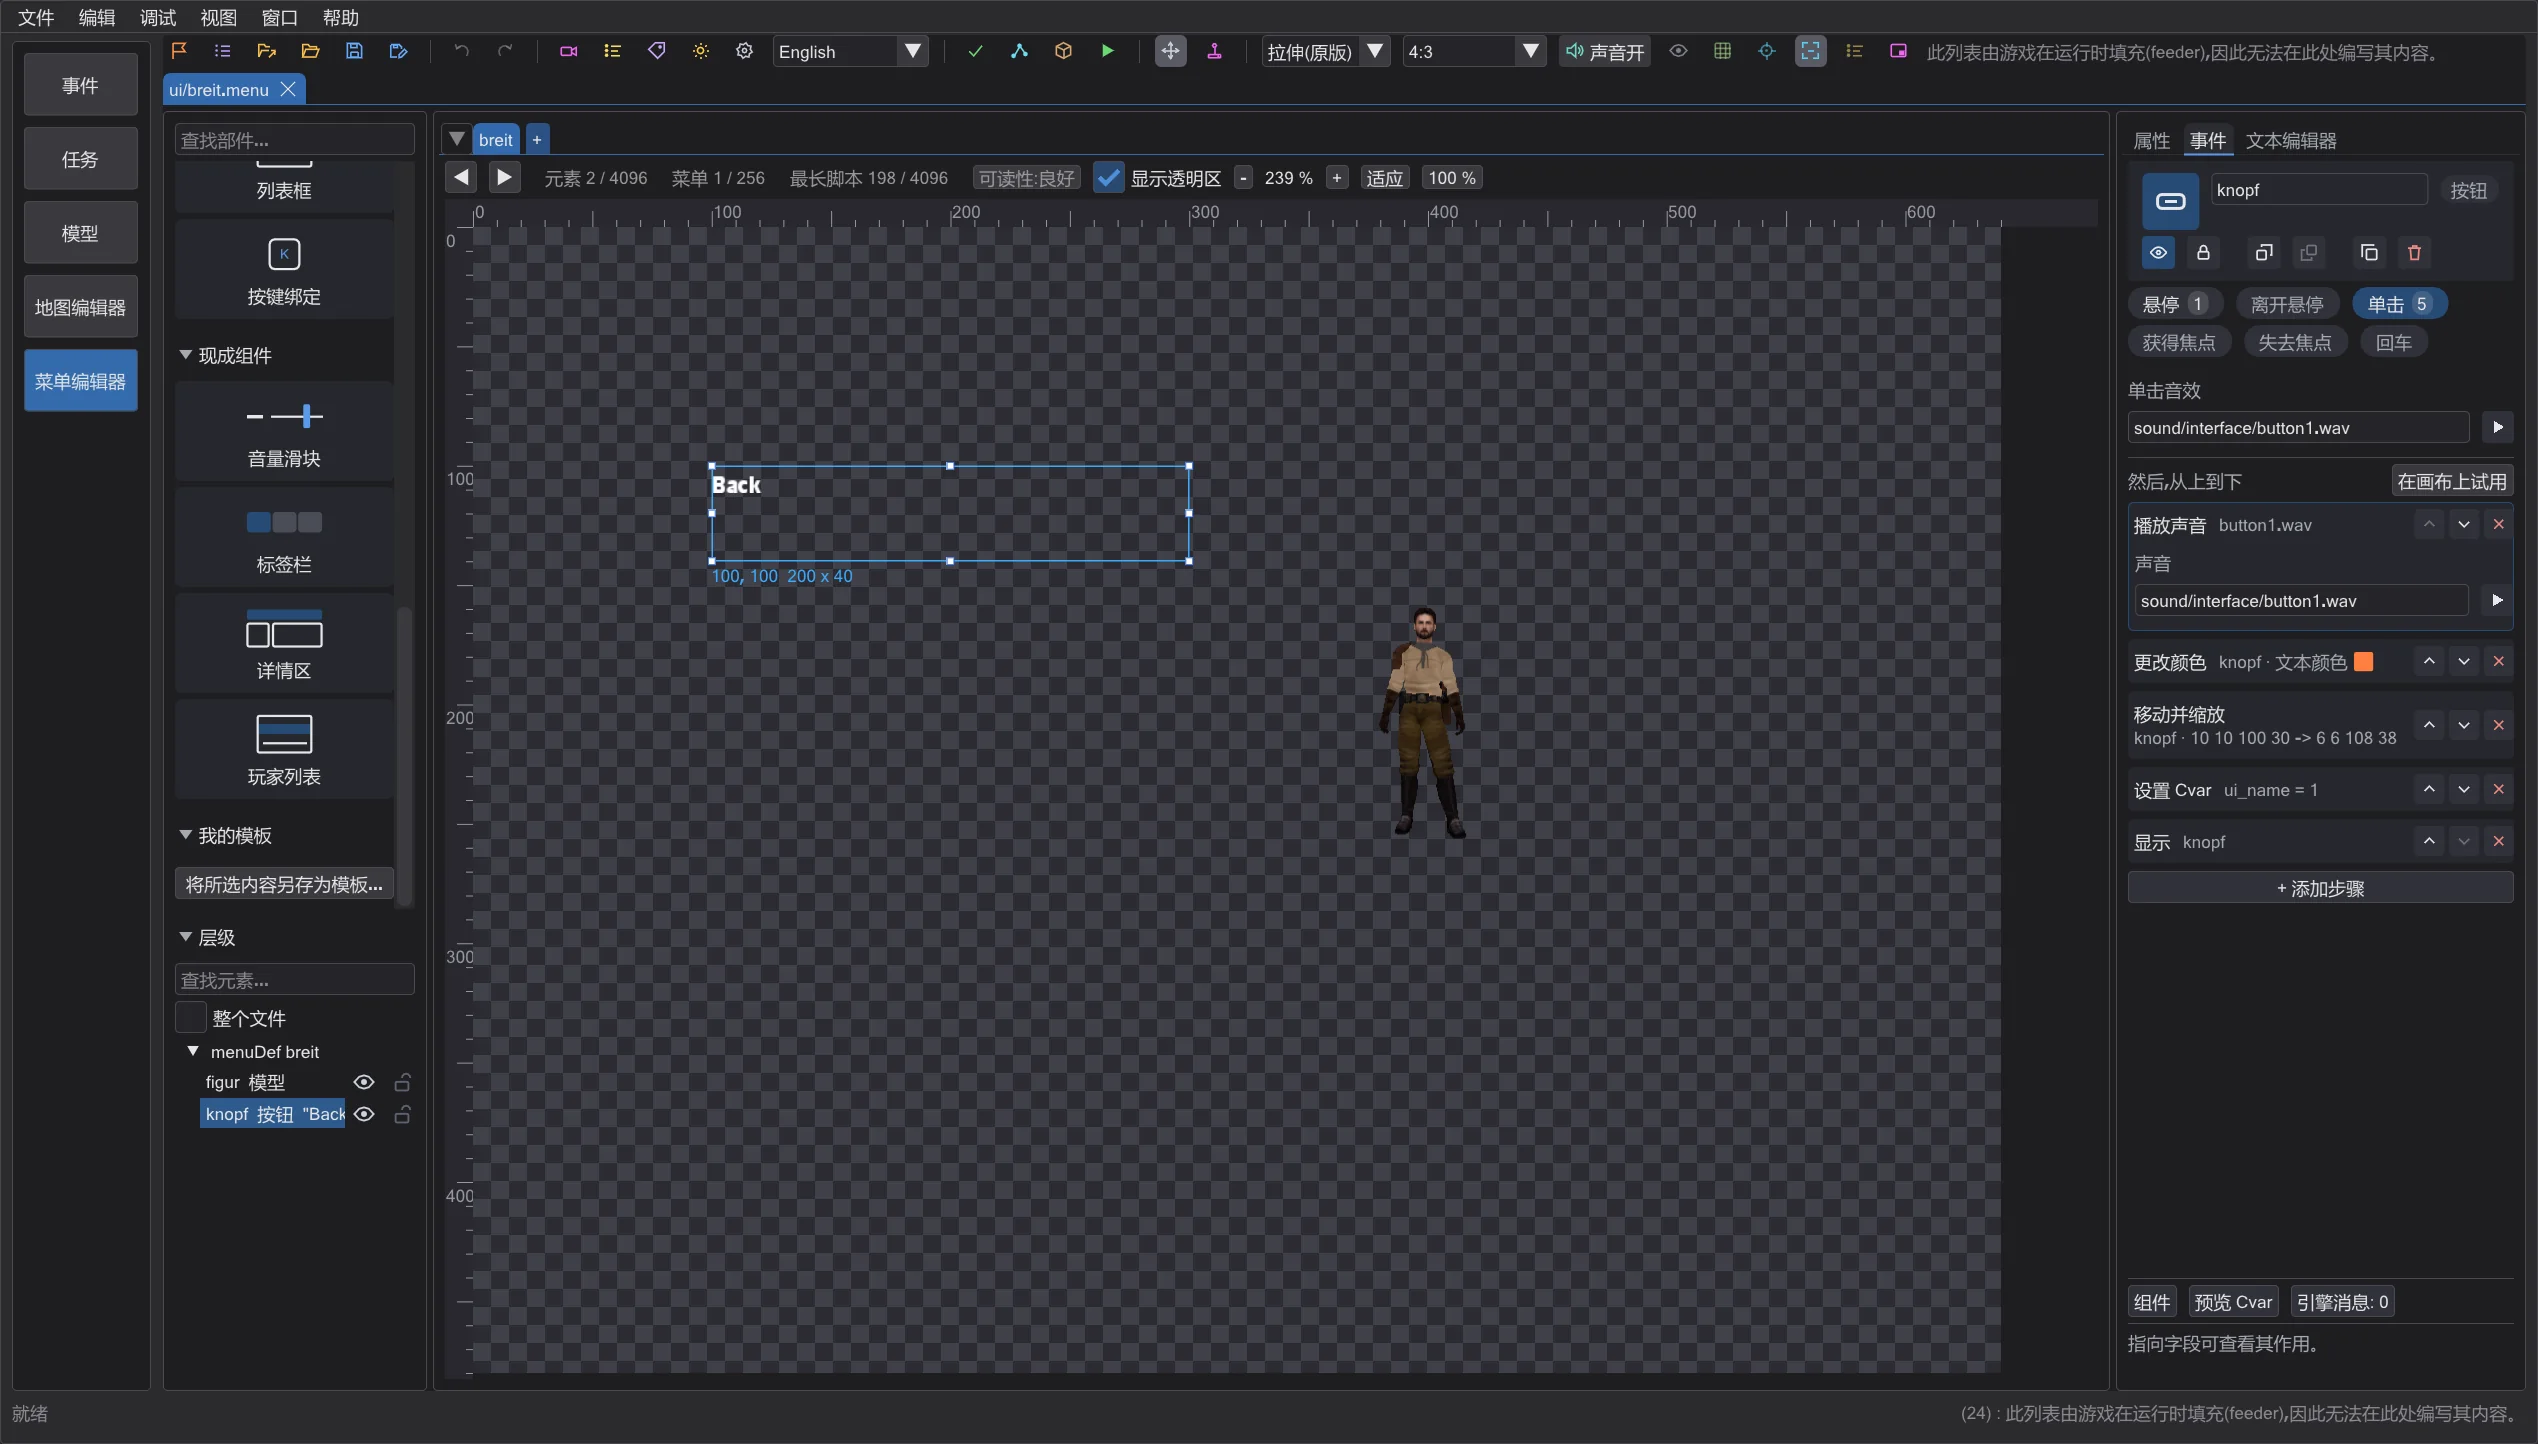 文件 编辑 调试 视图 窗口 帮助
English 拉伸(原版) 4:3 声音开 此列表由游戏在运行时填充(feeder),因此无法在此处编写其内容。
事件
任务
模型
地图编辑器
菜单编辑器
ui/breit.menu
查找部件...
列表框
K
按键绑定
现成组件
音量滑块
标签栏
详情区
玩家列表
我的模板
将所选内容另存为模板...
层级
查找元素...
整个文件
menuDef breit
figur 模型
knopf 按钮 "Back
breit +
元素 2 / 4096 菜单 1 / 256 最长脚本 198 / 4096 可读性:良好 显示透明区 - 239 % + 适应 100 %
0 100 200 300 400 500 600
0
100
200
300
400
Back
100, 100 200 x 40
属性 事件 文本编辑器
knopf 按钮
悬停 1 离开悬停 单击 5
获得焦点 失去焦点 回车
单击音效
sound/interface/button1.wav
然后,从上到下 在画布上试用
播放声音 button1.wav
声音
sound/interface/button1.wav
更改颜色 knopf · 文本颜色
移动并缩放
knopf · 10 10 100 30 -> 6 6 108 38
设置 Cvar ui_name = 1
显示 knopf
+ 添加步骤
组件 预览 Cvar 引擎消息: 0
指向字段可查看其作用。
就绪
(24) : 此列表由游戏在运行时填充(feeder),因此无法在此处编写其内容。